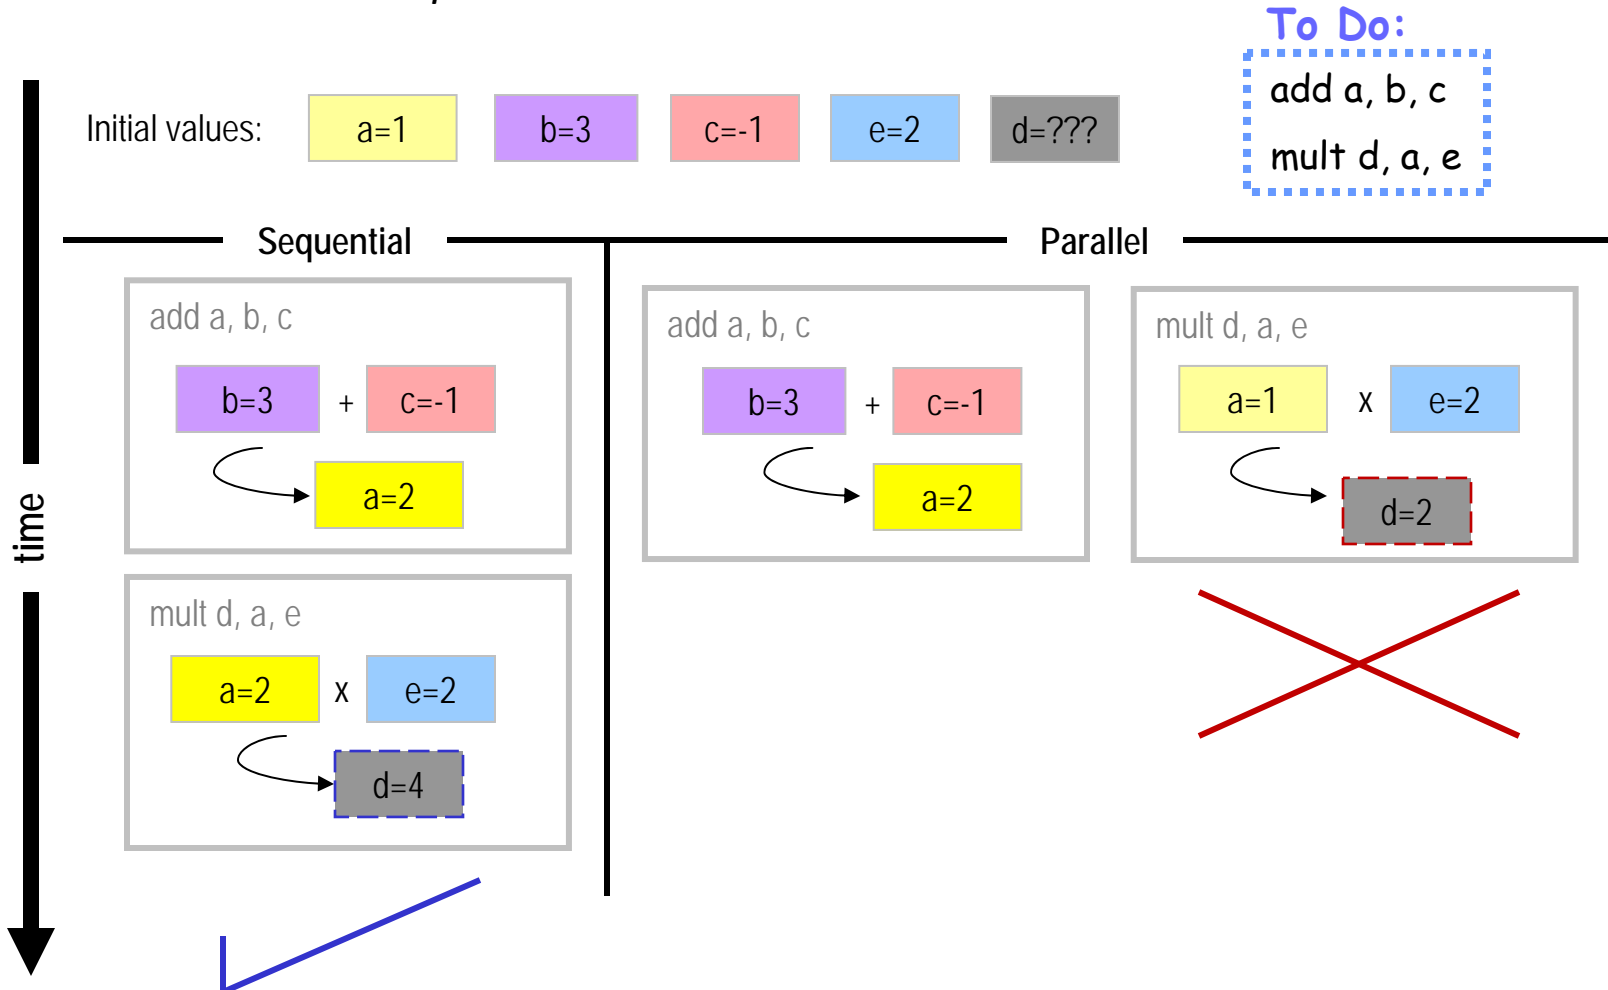 To Do:
add a, b, c
mult d, a, e
Initial values: a=1 b=3 c=-1 e=2 d=???
Sequential
Parallel
time
add a, b, c
b=3 + c=-1
a=2
mult d, a, e
a=2 x e=2
d=4
add a, b, c
b=3 + c=-1
a=2
mult d, a, e
a=1 x e=2
d=2